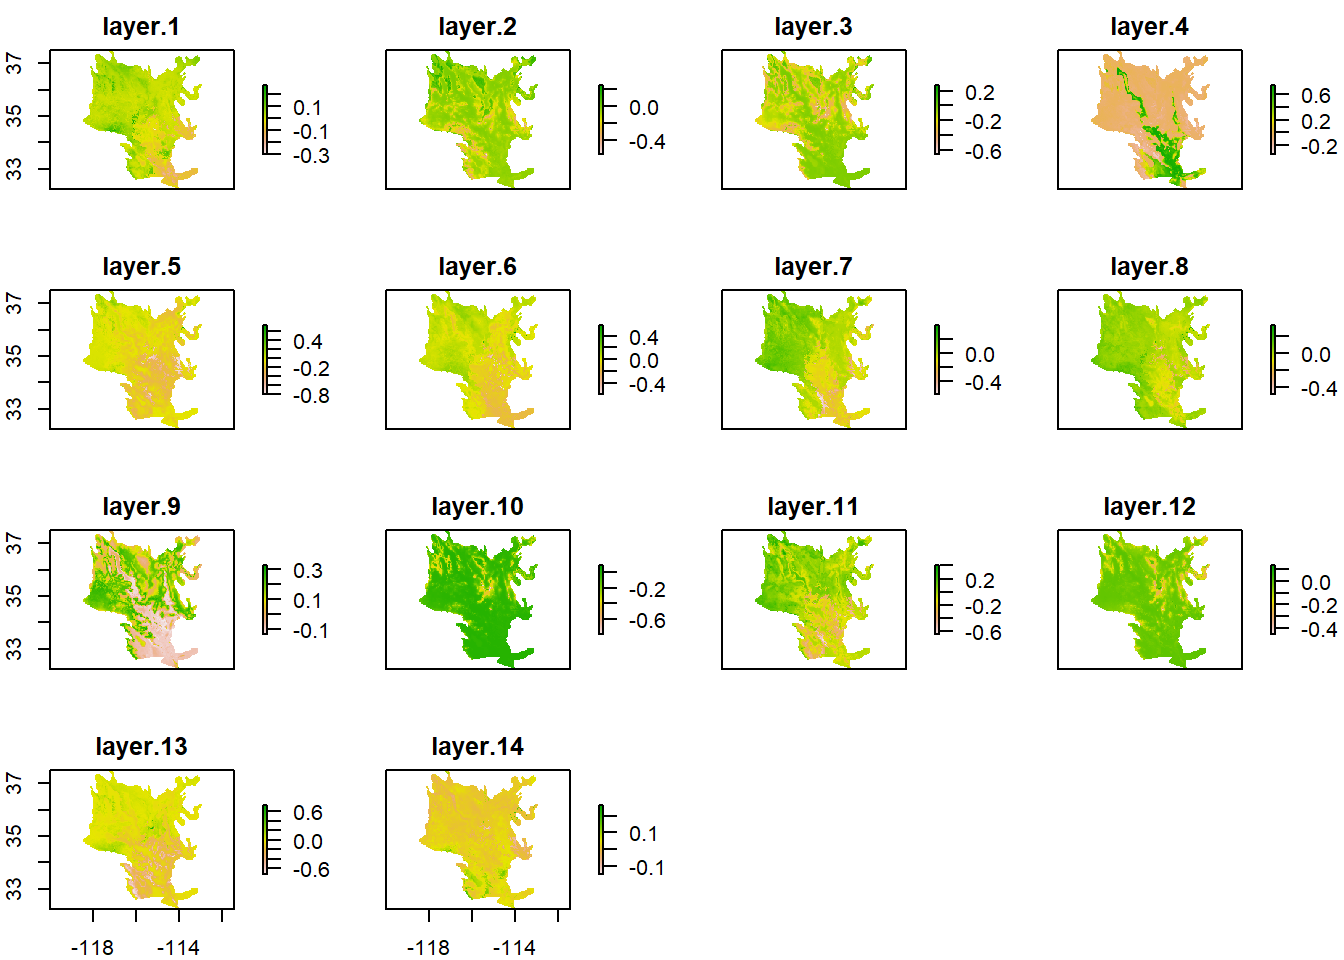 layer.1 layer.2 layer.3 layer.4
37 35 33 0.1 -0.1 -0.3 0.0 -0.4 0.2 -0.2 -0.6 0.6 0.2 -0.2
layer.5 layer.6 layer.7 layer.8
37 35 33 0.4 -0.2 -0.8 0.4 0.0 -0.4 0.0 -0.4 0.0 -0.4
layer.9 layer.10 layer.11 layer.12
37 35 33 0.3 0.1 -0.1 -0.2 -0.6 0.2 -0.2 -0.6 0.0 -0.2 -0.4
layer.13 layer.14
37 35 33 0.6 0.0 -0.6 0.1 -0.1
-118 -114 -118 -114